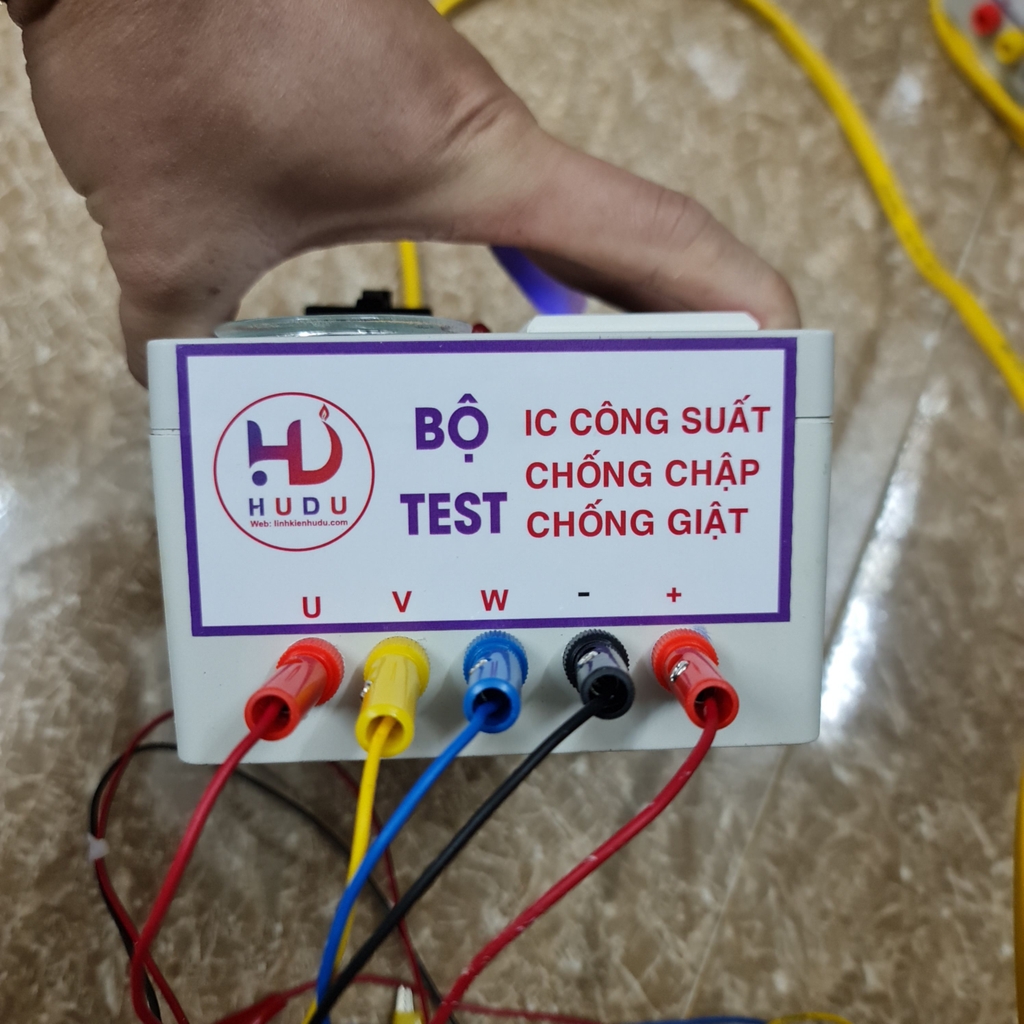 HU
HUDU
Web: linhkienhudu.com
BỘ
TEST
IC CÔNG SUẤT
CHỐNG CHẬP
CHỐNG GIẬT
U V W - +